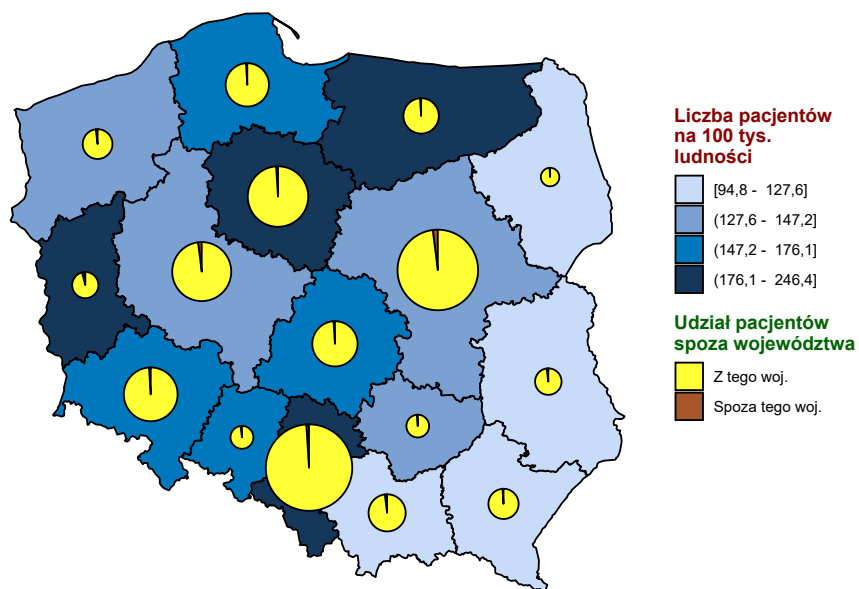 Liczba pacjentów
na 100 tys.
ludności
[94,8 - 127,6]
(127,6 - 147,2]
(147,2 - 176,1]
(176,1 - 246,4]
Udział pacjentów
spoza województwa
Z tego woj.
Spoza tego woj.